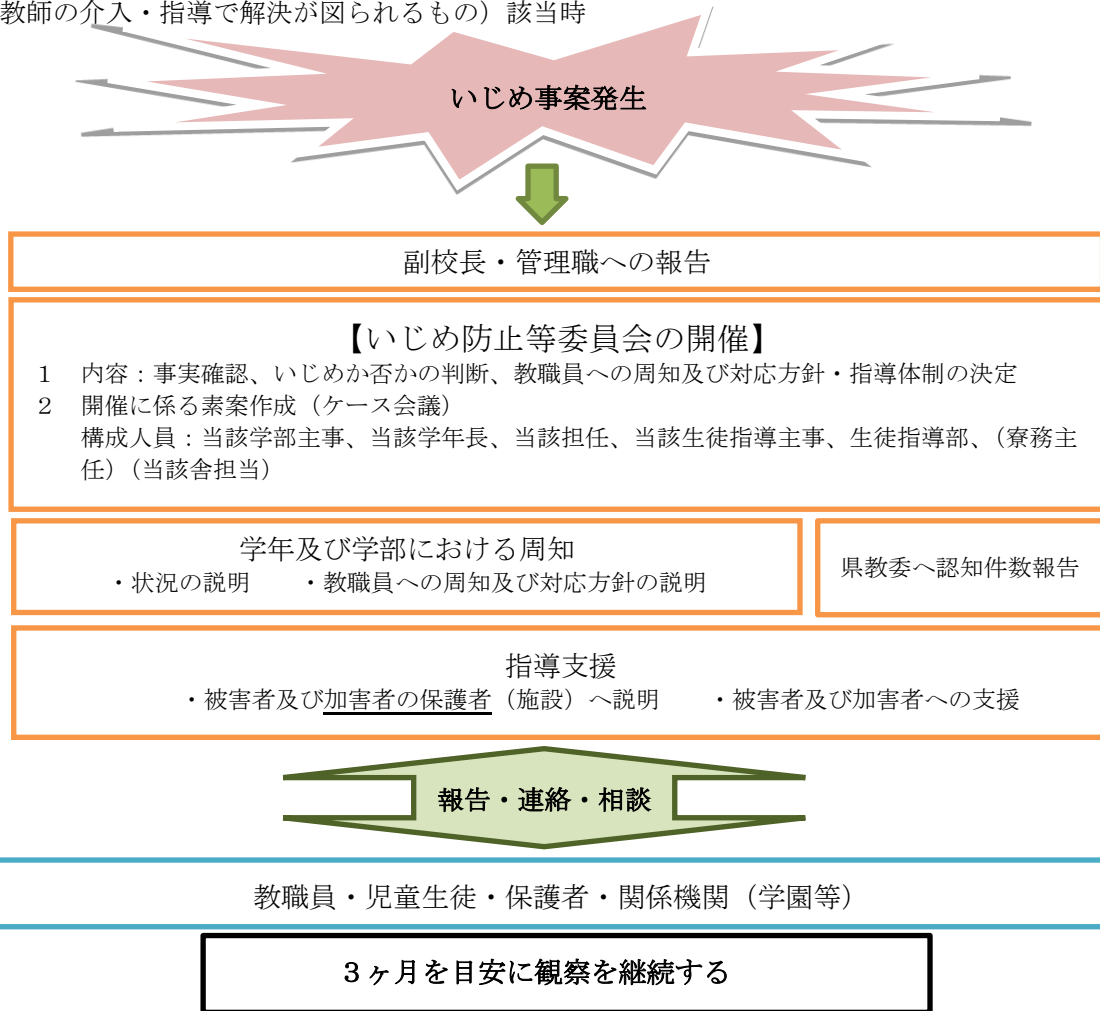 教師の介入・指導で解決が図られるもの）該当時
いじめ事案発生
副校長・管理職への報告
【いじめ防止等委員会の開催】
１　内容：事実確認、いじめか否かの判断、教職員への周知及び対応方針・指導体制の決定
２　開催に係る素案作成（ケース会議）
構成人員：当該学部主事、当該学年長、当該担任、当該生徒指導主事、生徒指導部、（寮務主
任）（当該舎担当）
学年及び学部における周知
・状況の説明　　・教職員への周知及び対応方針の説明
県教委へ認知件数報告
指導支援
・被害者及び加害者の保護者（施設）へ説明　　・被害者及び加害者への支援
報告・連絡・相談
教職員・児童生徒・保護者・関係機関（学園等）
３ヶ月を目安に観察を継続する